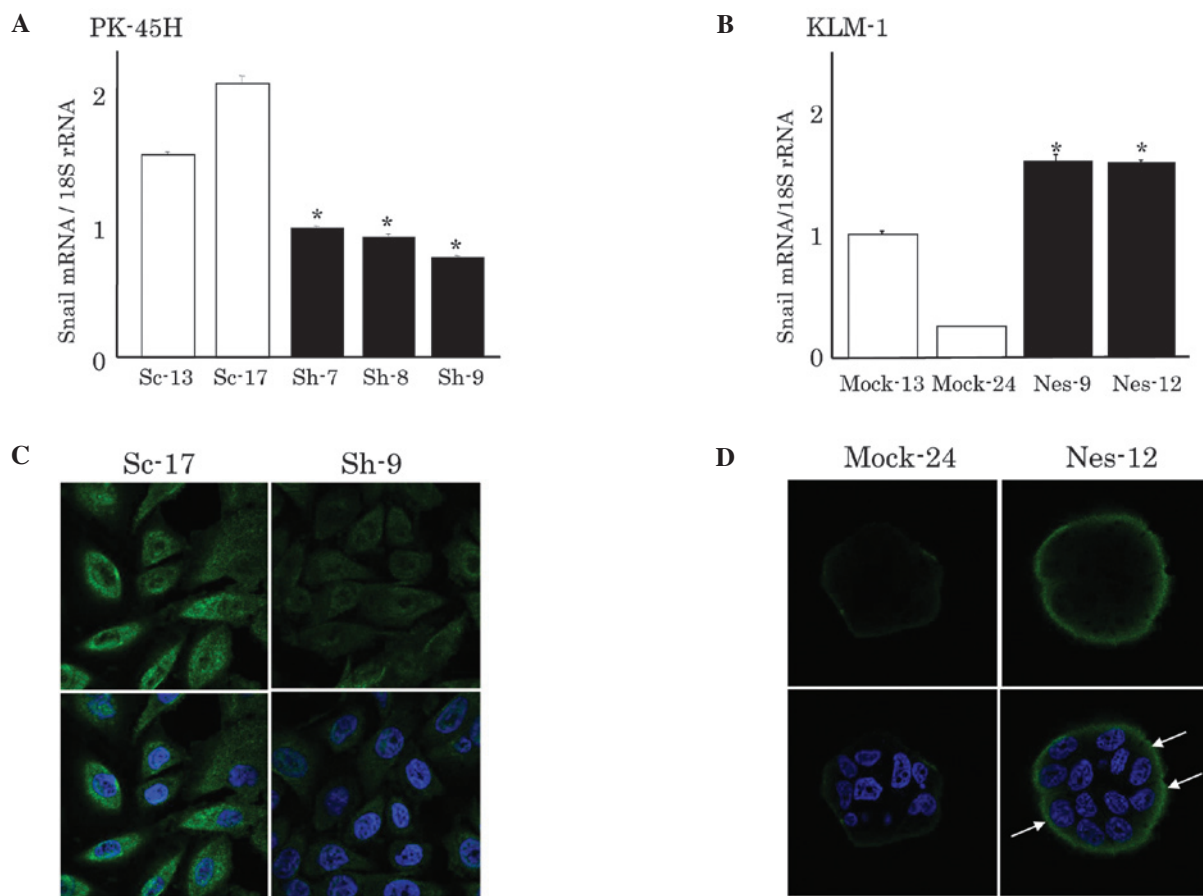 A
PK-45H
Snail mRNA / 18S rRNA
2
1
0
*
*
*
Sc-13 Sc-17 Sh-7 Sh-8 Sh-9
B
KLM-1
Snail mRNA/18S rRNA
2
1
0
*
*
Mock-13 Mock-24 Nes-9 Nes-12
C
Sc-17 Sh-9
D
Mock-24 Nes-12